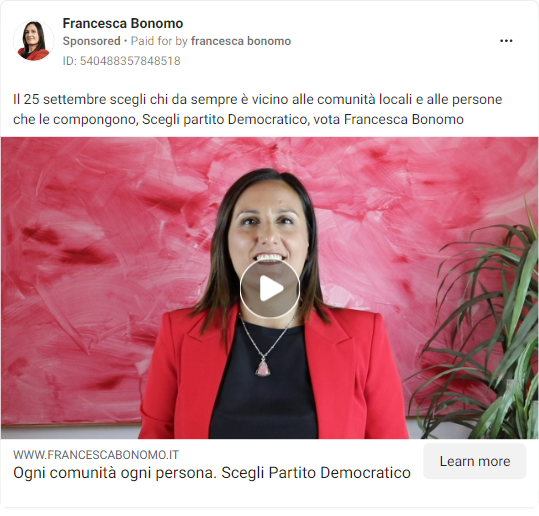 Francesca Bonomo
Sponsored • Paid for by francesca bonomo
ID: 540488357848518
Il 25 settembre scegli chi da sempre è vicino alle comunità locali e alle persone
che le compongono, Scegli partito Democratico, vota Francesca Bonomo
WWW.FRANCESCABONOMO.IT
Ogni comunità ogni persona. Scegli Partito Democratico
Learn more